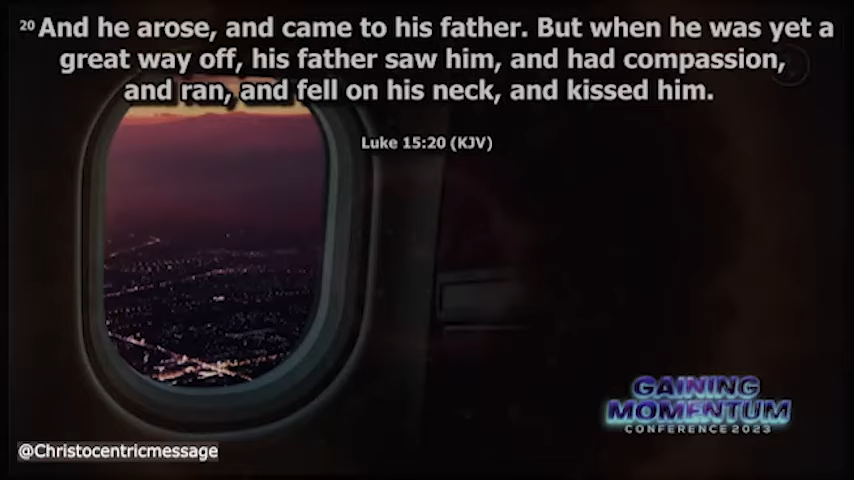 20 And he arose, and came to his father. But when he was yet a
great way off, his father saw him, and had compassion,
and ran, and fell on his neck, and kissed him.
Luke 15:20 (KJV)
GAINING
MOMENTUM
CONFERENCE 2023
@Christocentricmessage